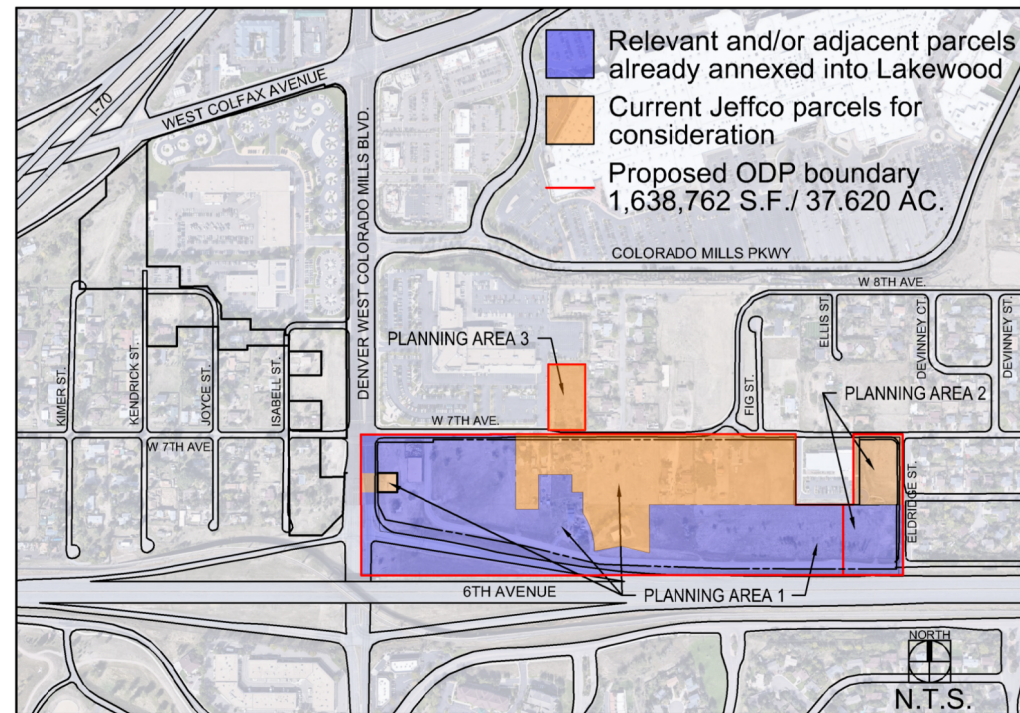 Relevant and/or adjacent parcels
already annexed into Lakewood
Current Jeffco parcels for
consideration
Proposed ODP boundary
1,638,762 S.F./ 37.620 AC.
I-70
WEST COLFAX AVENUE
DENVER WEST COLORADO MILLS BLVD.
COLORADO MILLS PKWY
W 8TH AVE.
PLANNING AREA 3
ELLIS ST.
DEVINNEY CT.
DEVINNEY ST.
KIMER ST.
KENDRICK ST.
JOYCE ST.
ISABELL ST.
FIG ST.
PLANNING AREA 2
W 7TH AVE.
W 7TH AVE.
ELDRIDGE ST.
6TH AVENUE
PLANNING AREA 1
NORTH
N.T.S.